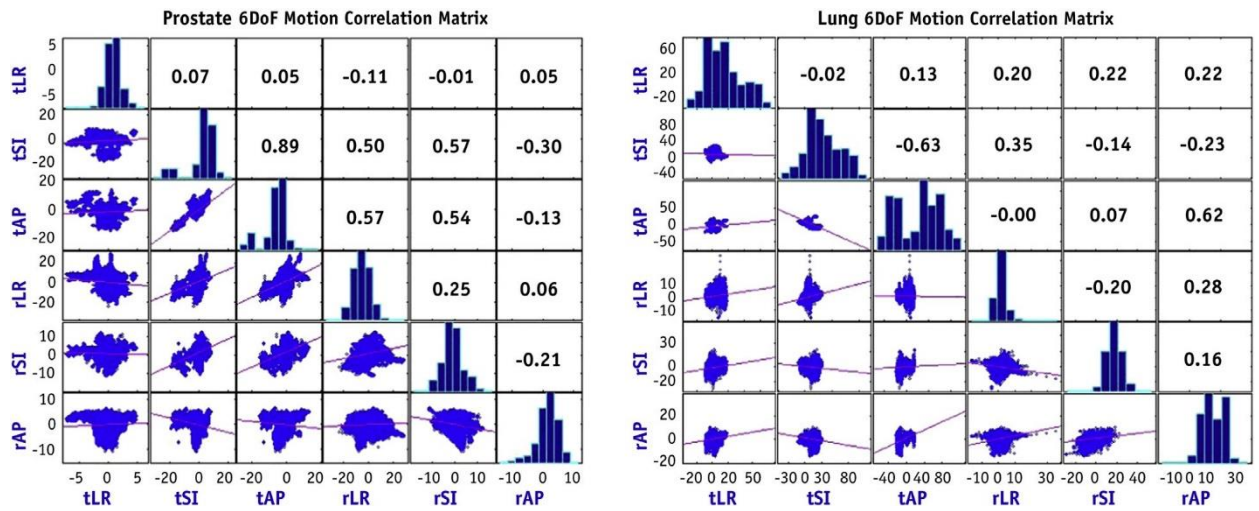 Prostate 6DoF Motion Correlation Matrix
tLR 5 0 -5 0.07 0.05 -0.11 -0.01 0.05
tSI 20 0 -20 0.89 0.50 0.57 -0.30
tAP 20 0 -20 0.57 0.54 -0.13
rLR 20 0 -20 0.25 0.06
rSI 10 0 -10 -0.21
rAP 10 0 -10
-5 0 5 -20 0 20 -20 0 20 -20 0 20 -10 0 10 -10 0 10
tLR tSI tAP rLR rSI rAP
Lung 6DoF Motion Correlation Matrix
tLR 60 40 20 0 -20 -0.02 0.13 0.20 0.22 0.22
tSI 80 40 0 -40 -0.63 0.35 -0.14 -0.23
tAP 50 0 -50 -0.00 0.07 0.62
rLR 10 0 -10 -0.20 0.28
rSI 20 0 -20 0.16
rAP 20 0 -20
-20 0 20 50 -30 30 80 -40 0 40 80 -10 0 10 30 -20 0 20 40 -10 0 10 30
tLR tSI tAP rLR rSI rAP